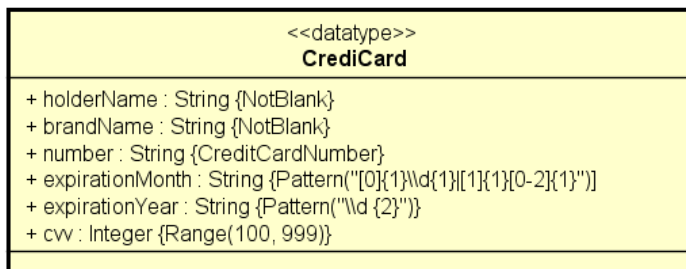 <<datatype>>
CrediCard
+ holderName : String {NotBlank}
+ brandName : String {NotBlank}
+ number : String {CreditCardNumber}
+ expirationMonth : String {Pattern("[0]{1}\\d{1}|[1]{1}[0-2]{1}")]
+ expirationYear : String {Pattern("\\d {2}")}
+ cvv : Integer {Range(100, 999)}